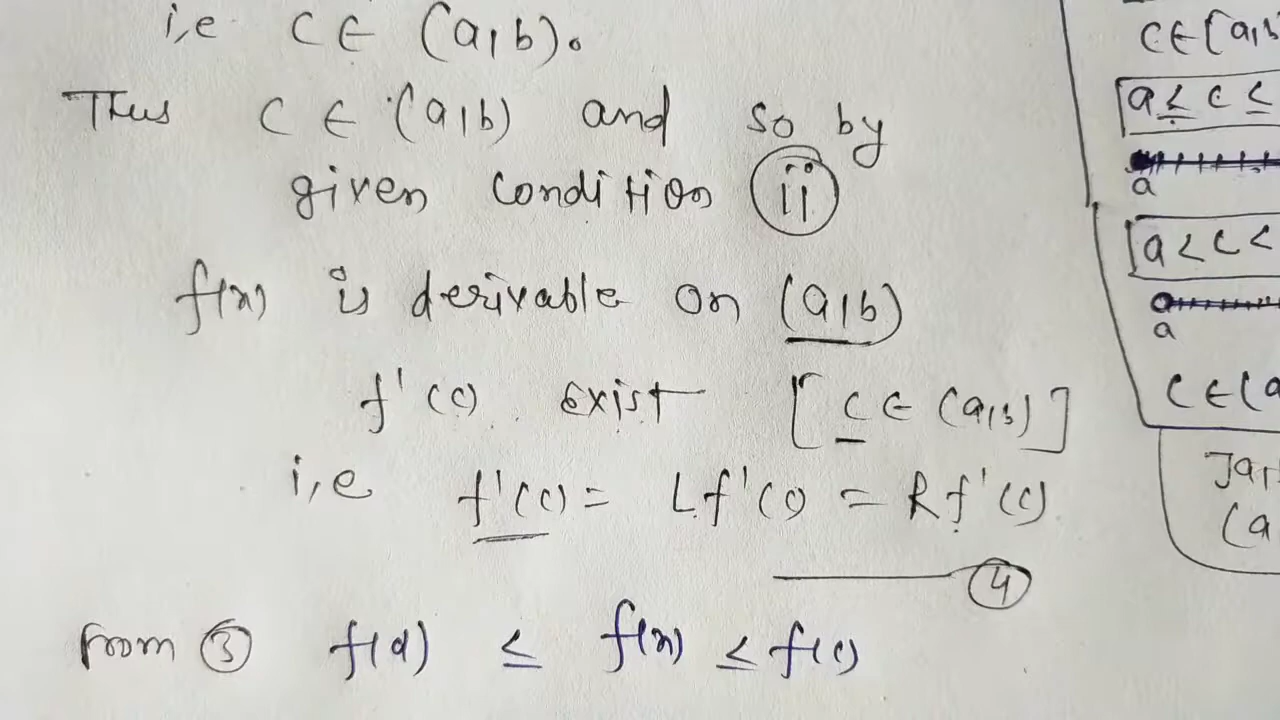 i,e C ∈ (a,b).
Thus C ∈ (a,b) and so by
given condition (ii)
f(x) is derivable on (a,b)
f'(c) exist [c ∈ (a,b)]
i,e f'(c) = Lf'(c) = Rf'(c)
④
from ③ f(d) ≤ f(x) ≤ f(c)
C∈[a,b
a ≤ c ≤
a
a < c <
a
C∈(a
]a,
(a